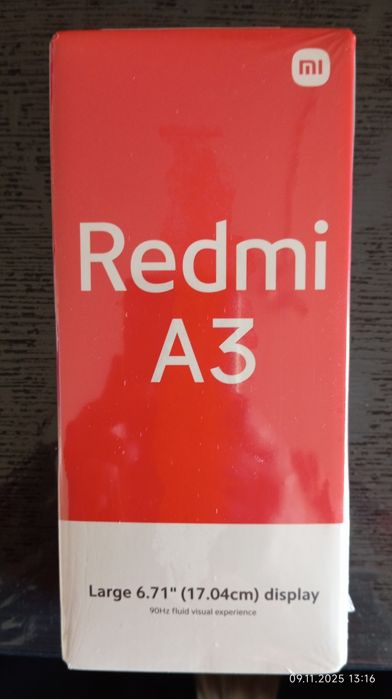 mi
Redmi
A3
Large 6.71" (17.04cm) display
90Hz fluid visual experience
09.11.2025 13:16